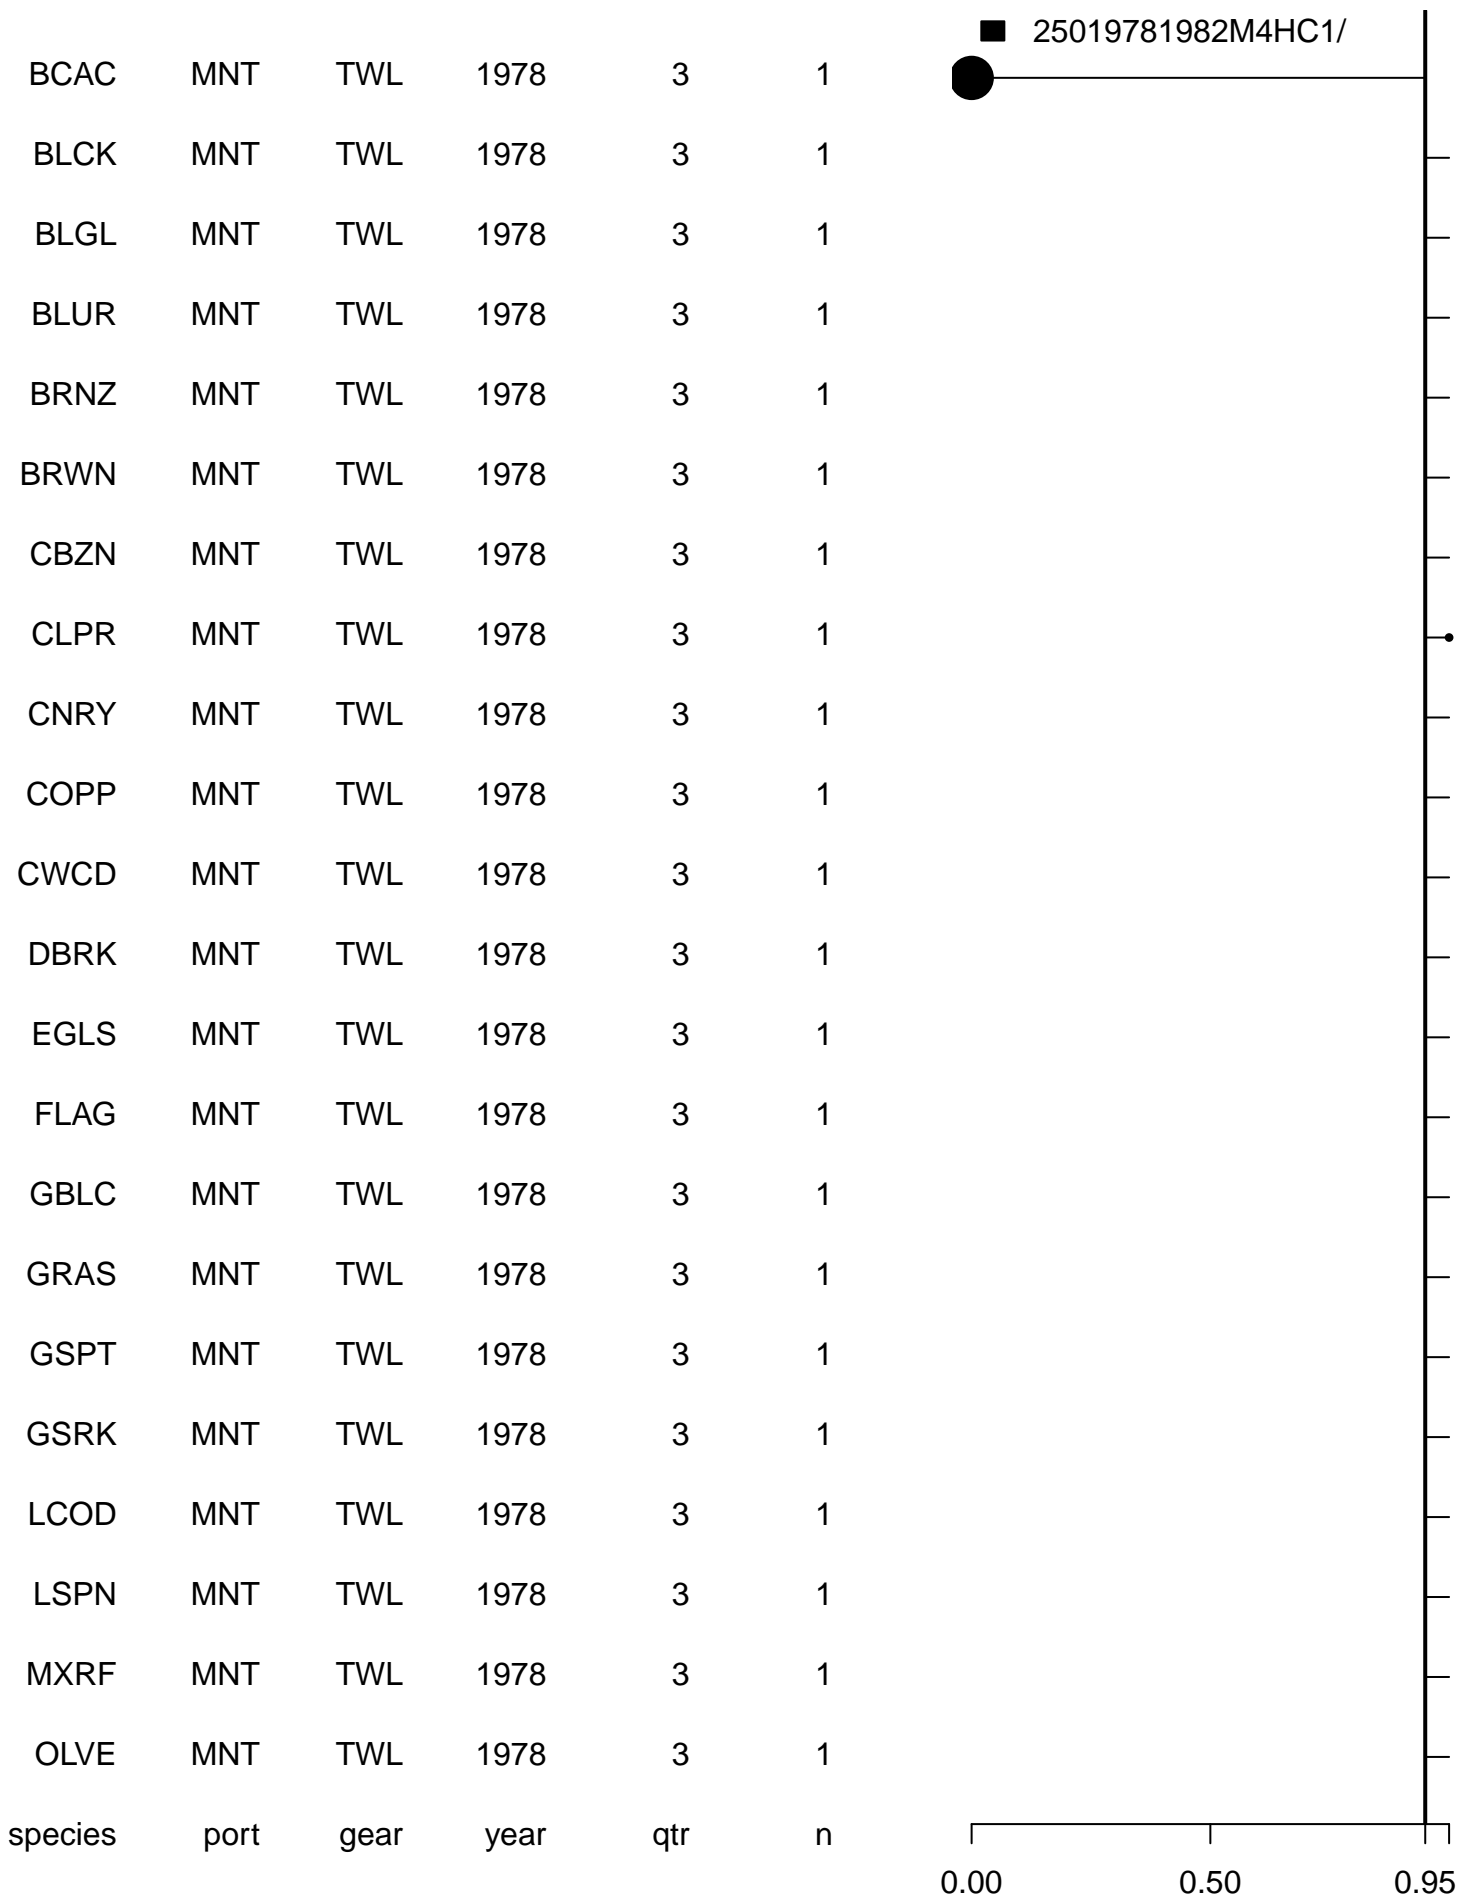 25019781982M4HC1/
BCAC MNT TWL 1978 3 1
BLCK MNT TWL 1978 3 1
BLGL MNT TWL 1978 3 1
BLUR MNT TWL 1978 3 1
BRNZ MNT TWL 1978 3 1
BRWN MNT TWL 1978 3 1
CBZN MNT TWL 1978 3 1
CLPR MNT TWL 1978 3 1
CNRY MNT TWL 1978 3 1
COPP MNT TWL 1978 3 1
CWCD MNT TWL 1978 3 1
DBRK MNT TWL 1978 3 1
EGLS MNT TWL 1978 3 1
FLAG MNT TWL 1978 3 1
GBLC MNT TWL 1978 3 1
GRAS MNT TWL 1978 3 1
GSPT MNT TWL 1978 3 1
GSRK MNT TWL 1978 3 1
LCOD MNT TWL 1978 3 1
LSPN MNT TWL 1978 3 1
MXRF MNT TWL 1978 3 1
OLVE MNT TWL 1978 3 1
species port gear year qtr n
0.00 0.50 0.95